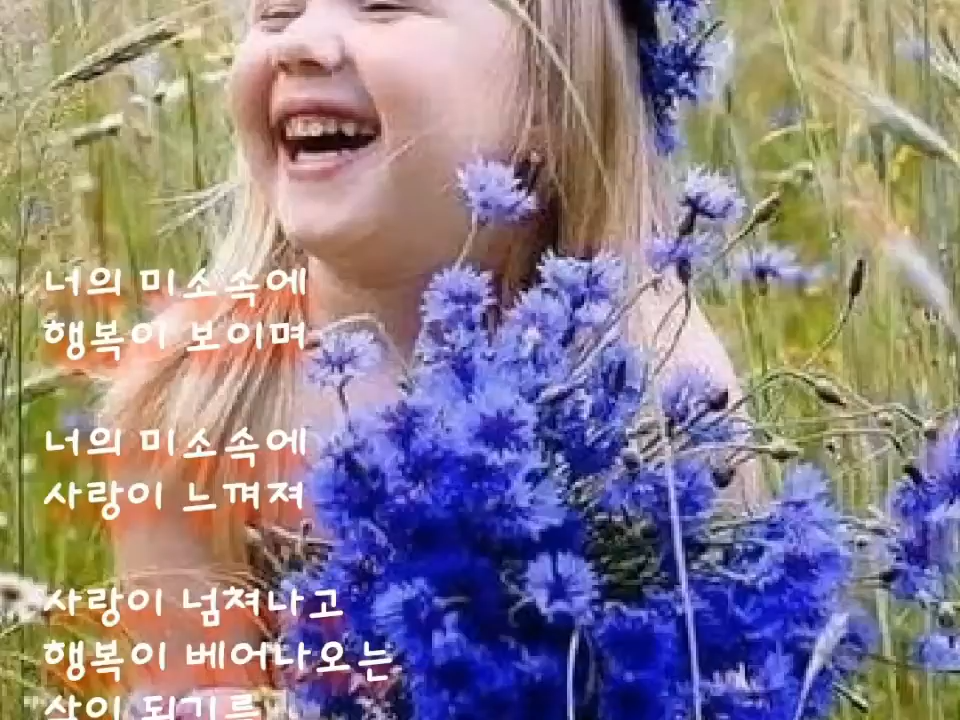 너의 미소속에
행복이 보이며
너의 미소속에
사랑이 느껴져
사랑이 넘쳐나고
행복이 베어나오는
삶이 되기를